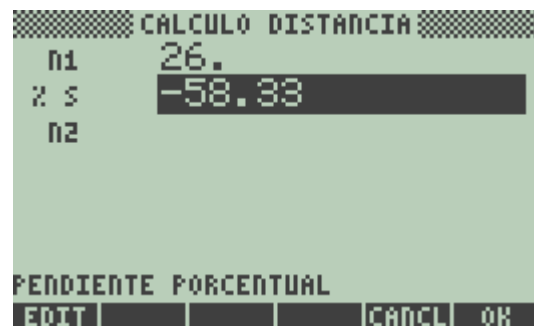 CALCULO DISTANCIA
N1 26.
% S -58.33
N2
PENDIENTE PORCENTUAL
EDIT CANCL OK